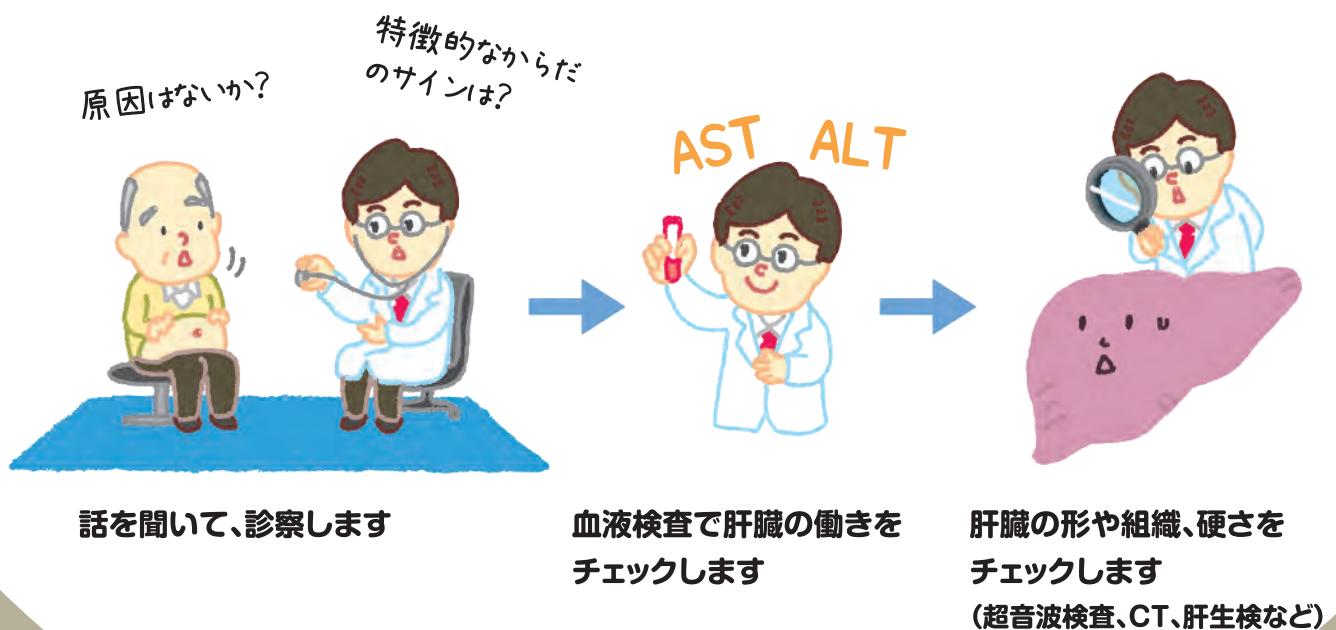 原因はないか?
特徴的なからだ
のサインは?
AST ALT
話を聞いて、診察します
血液検査で肝臓の働きを
チェックします
肝臓の形や組織、硬さを
チェックします
(超音波検査、CT、肝生検など)